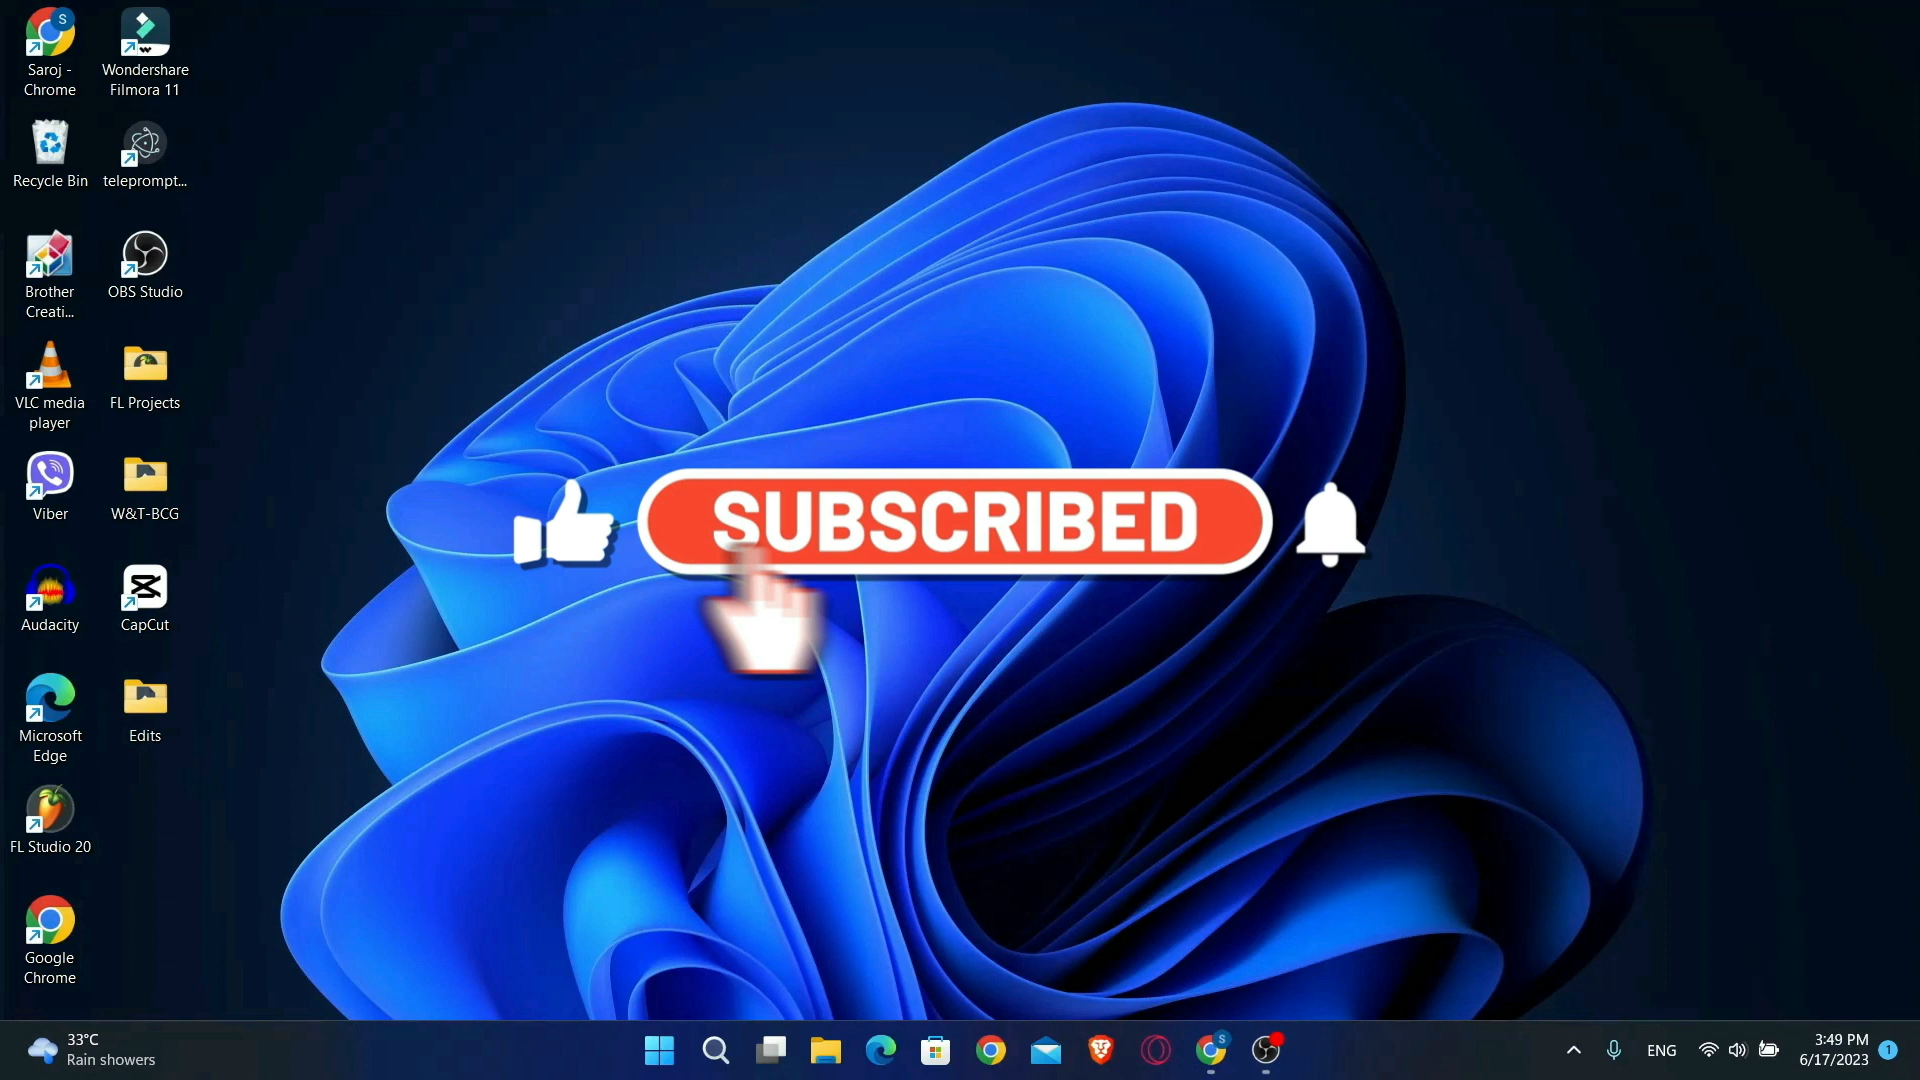 Saroj -
Chrome
Wondershare
Filmora 11
Recycle Bin
teleprompt...
Brother
Creati...
OBS Studio
VLC media
player
FL Projects
Viber
W&T-BCG
Audacity
CapCut
Microsoft
Edge
Edits
FL Studio 20
Google
Chrome
S
SUBSCRIBED
33°C
Rain showers
S
ENG
3:49 PM
6/17/2023
1